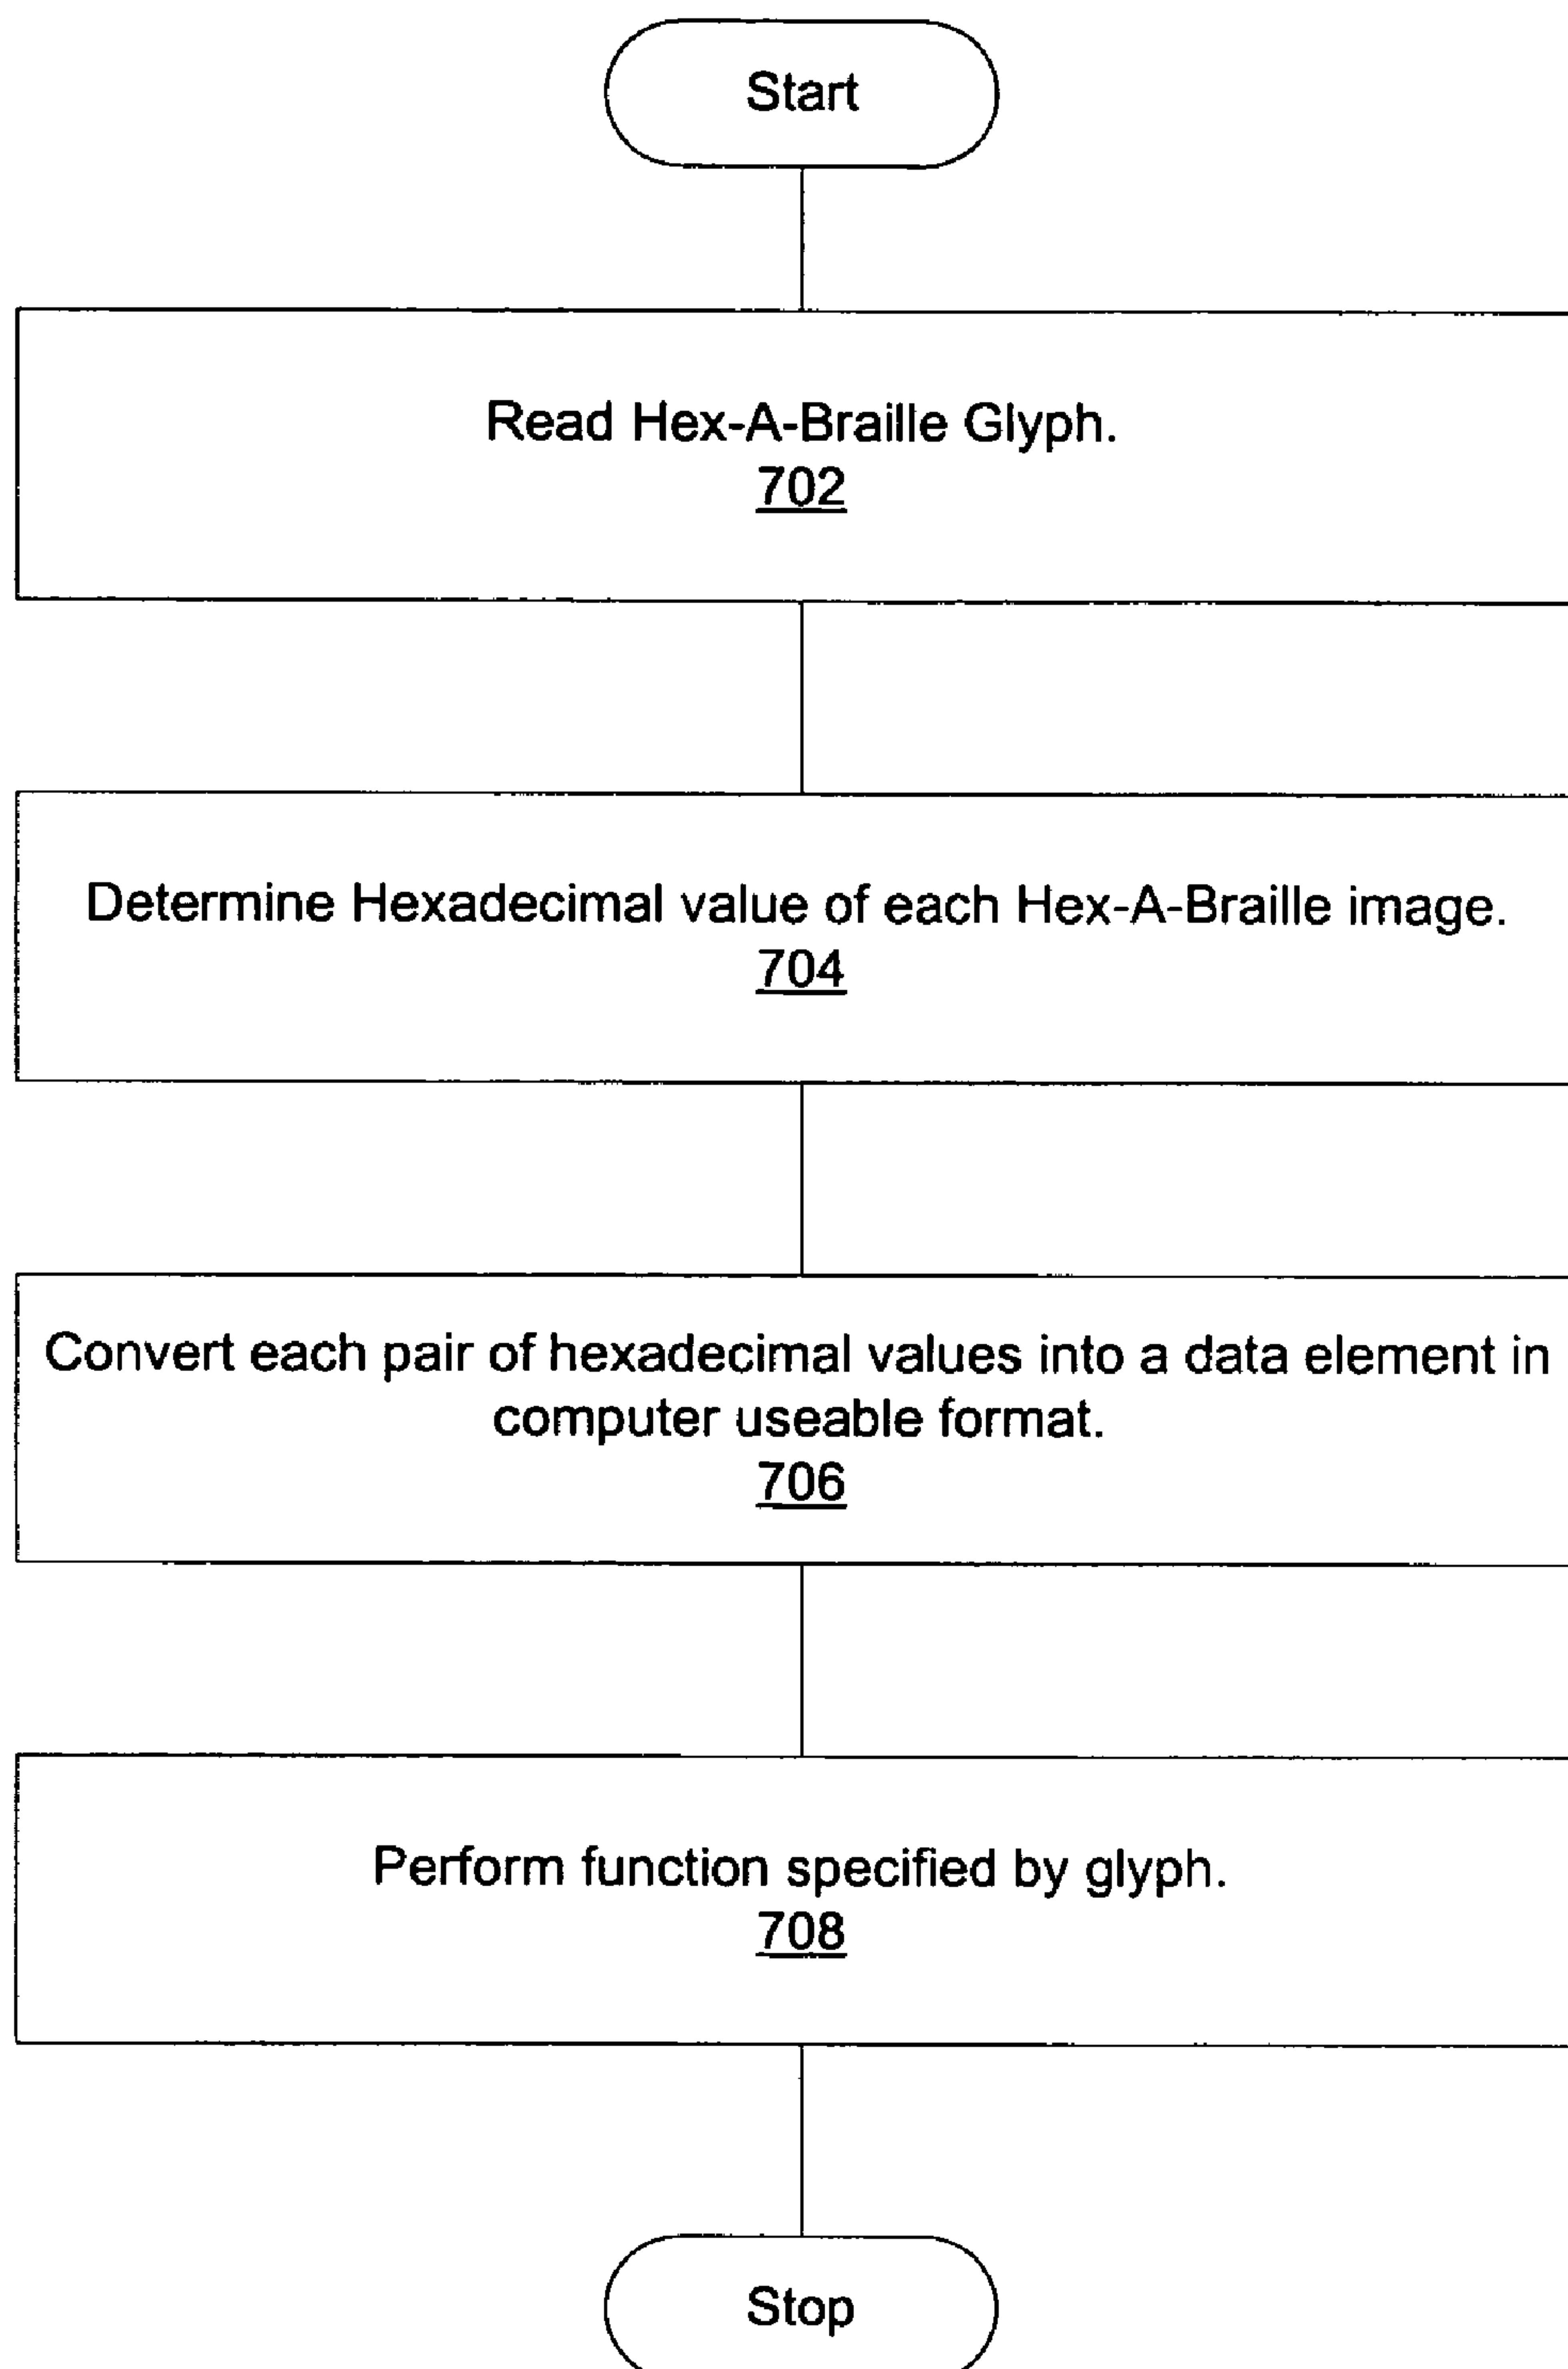 Start
Read Hex-A-Braille Glyph.
702
Determine Hexadecimal value of each Hex-A-Braille image.
704
Convert each pair of hexadecimal values into a data element in
computer useable format.
706
Perform function specified by glyph.
708
Stop